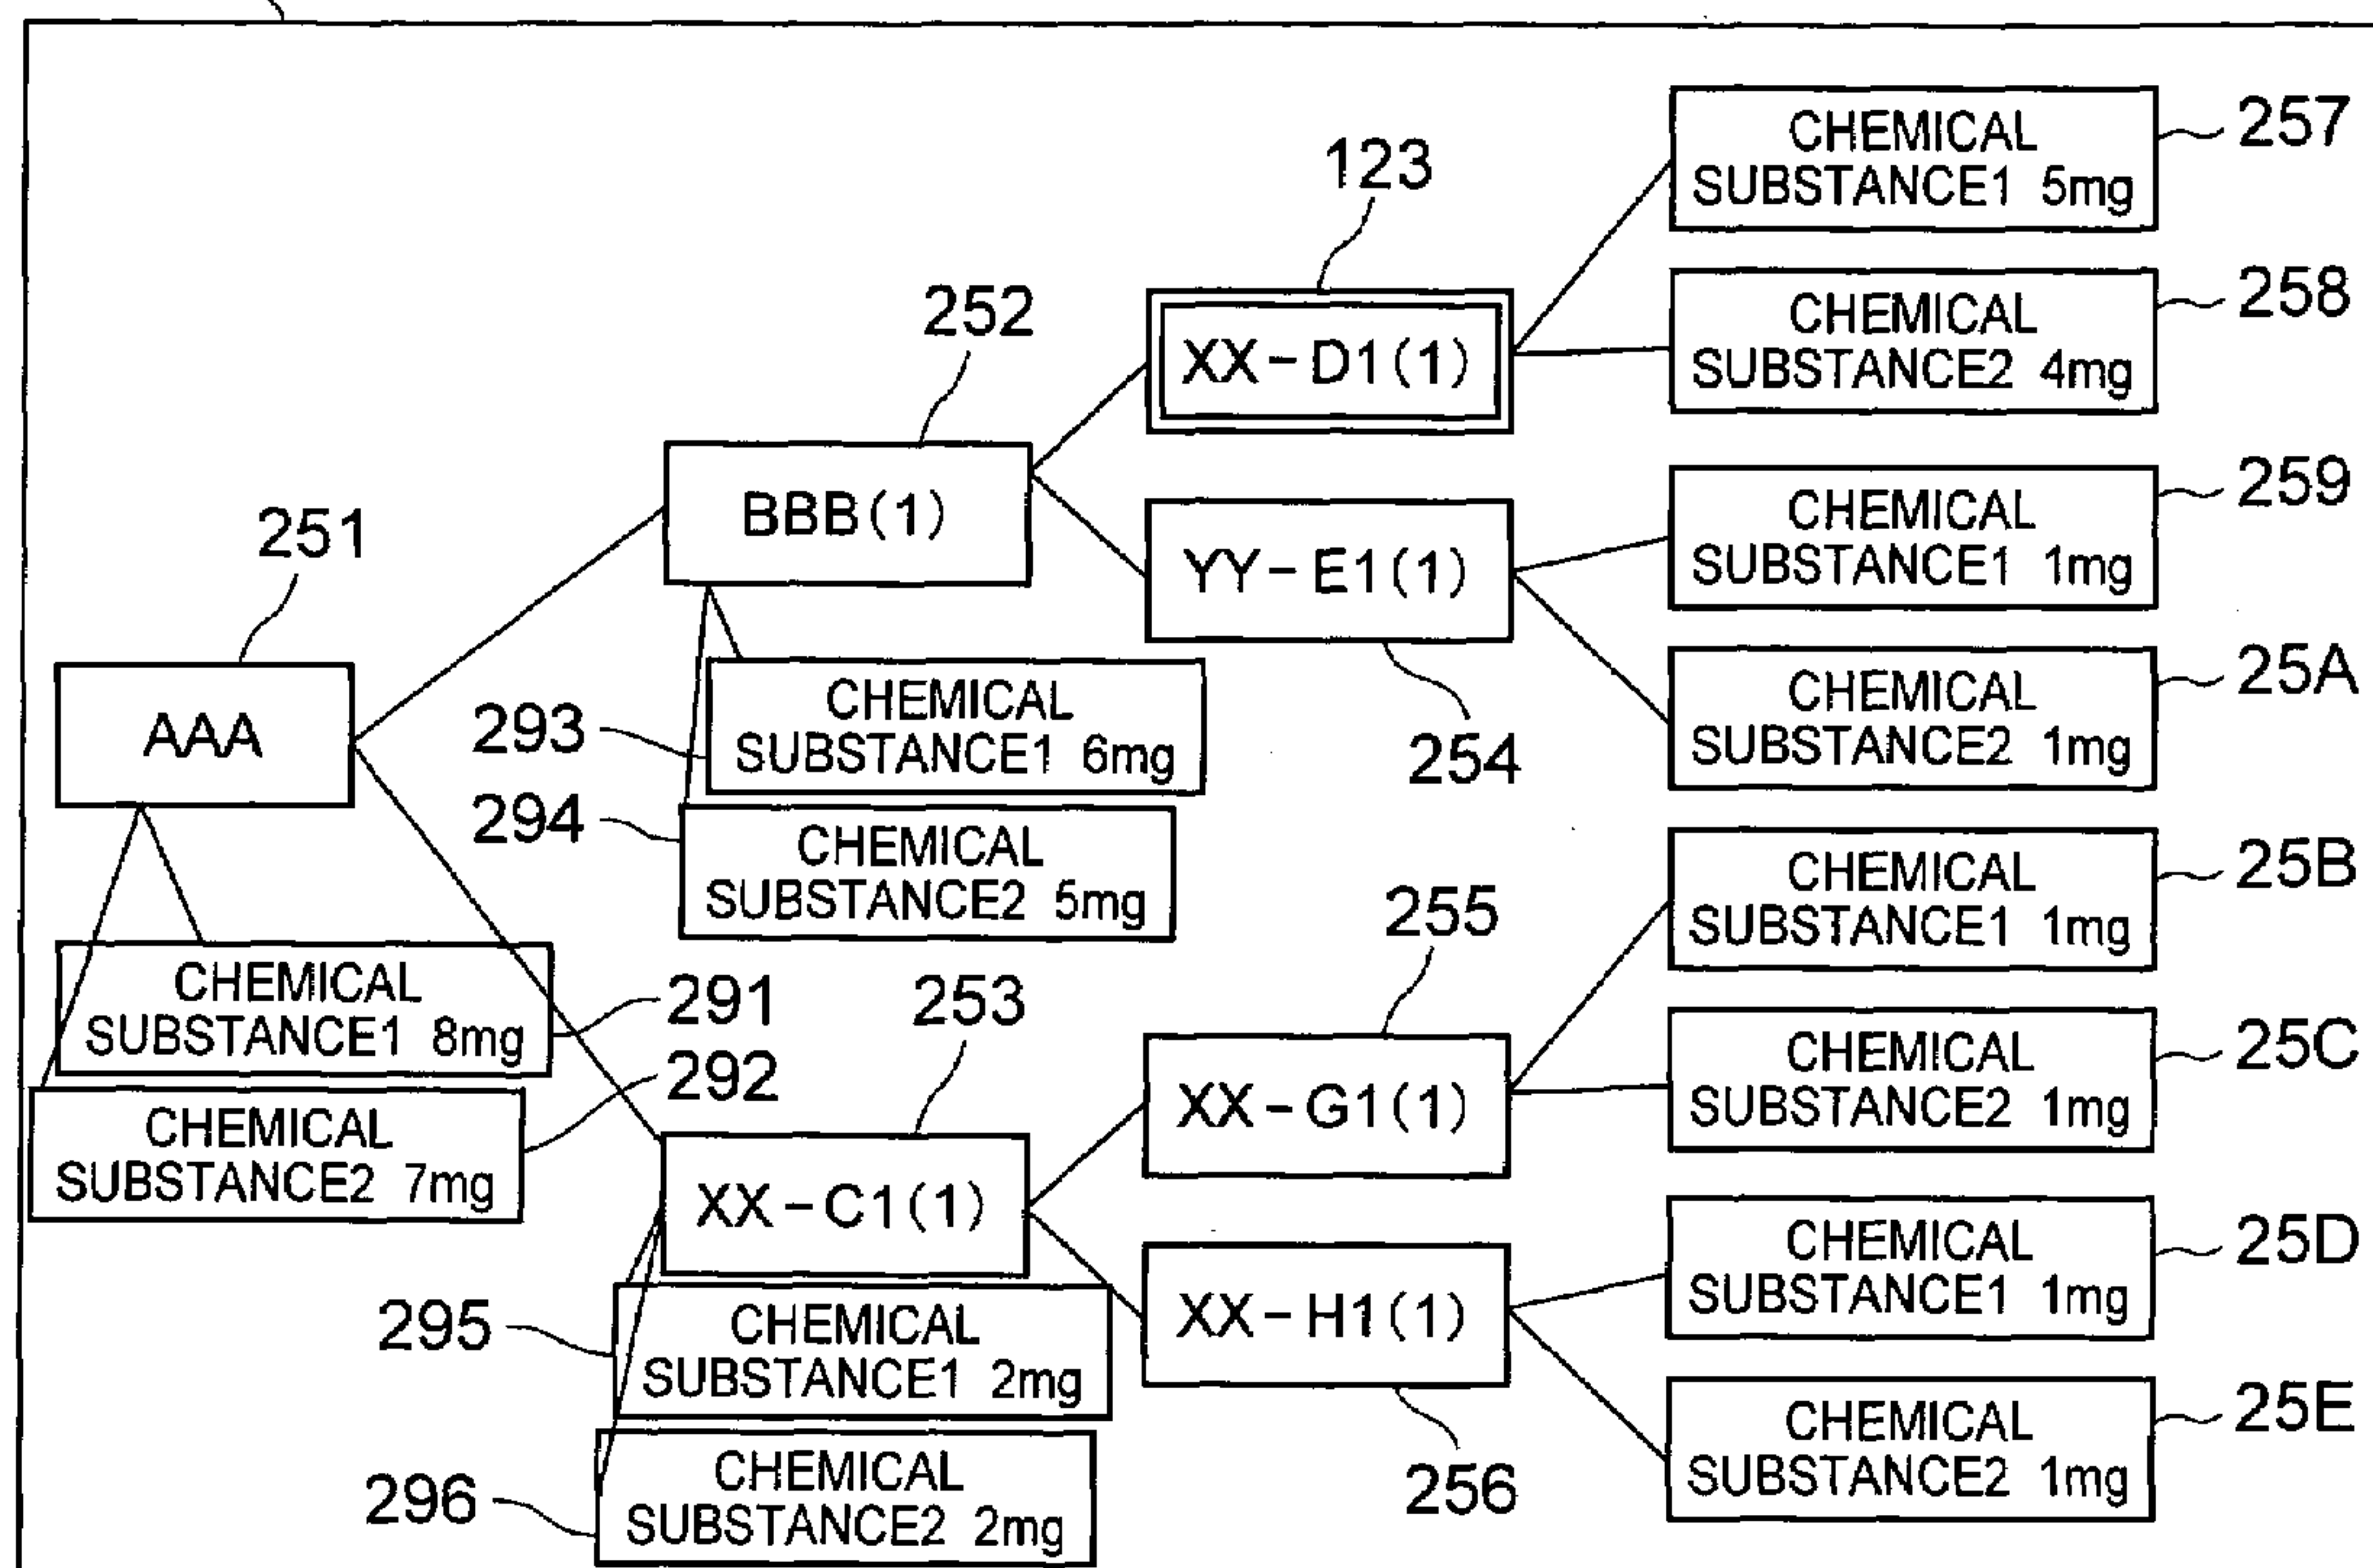 CHEMICAL
SUBSTANCE1 5mg
257
123
CHEMICAL
SUBSTANCE2 4mg
258
252
XX-D1(1)
BBB(1)
CHEMICAL
SUBSTANCE1 1mg
259
251
YY-E1(1)
AAA
CHEMICAL
SUBSTANCE1 6mg
293
254
CHEMICAL
SUBSTANCE2 1mg
25A
294
CHEMICAL
SUBSTANCE2 5mg
255
CHEMICAL
SUBSTANCE1 1mg
25B
CHEMICAL
SUBSTANCE1 8mg
291
253
292
CHEMICAL
SUBSTANCE2 7mg
XX-G1(1)
CHEMICAL
SUBSTANCE2 1mg
25C
XX-C1(1)
CHEMICAL
SUBSTANCE1 1mg
25D
295
CHEMICAL
SUBSTANCE1 2mg
XX-H1(1)
256
CHEMICAL
SUBSTANCE2 1mg
25E
296
CHEMICAL
SUBSTANCE2 2mg